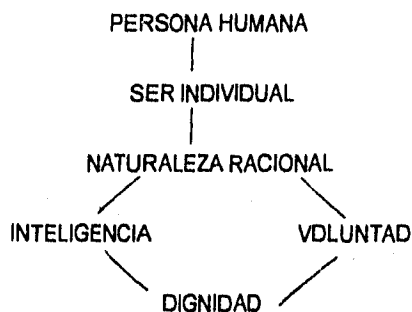 PERSONA HUMANA
SER INDIVIDUAL
NATURALEZA RACIONAL
INTELIGENCIA VDLUNTAD
DIGNIDAD